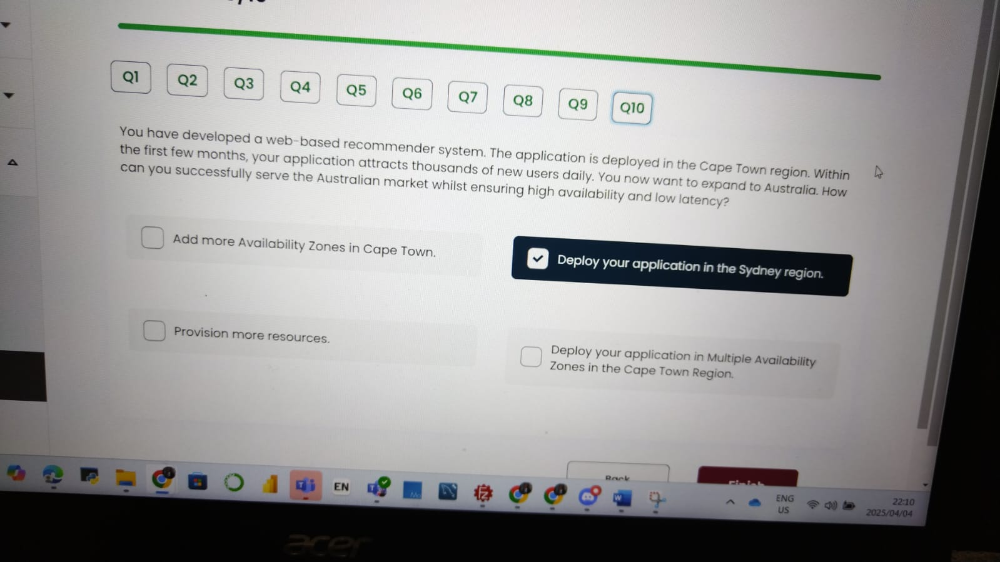 Q1 Q2 Q3 Q4 Q5 Q6 Q7 Q8 Q9 Q10
You have developed a web-based recommender system. The application is deployed in the Cape Town region. Within
the first few months, your application attracts thousands of new users daily. You now want to expand to Australia. How
can you successfully serve the Australian market whilst ensuring high availability and low latency?
Add more Availability Zones in Cape Town.
Deploy your application in the Sydney region.
Provision more resources.
Deploy your application in Multiple Availability
Zones in the Cape Town Region.
Back
Finish
EN
ENG
US
22:10
2025/04/04
acer